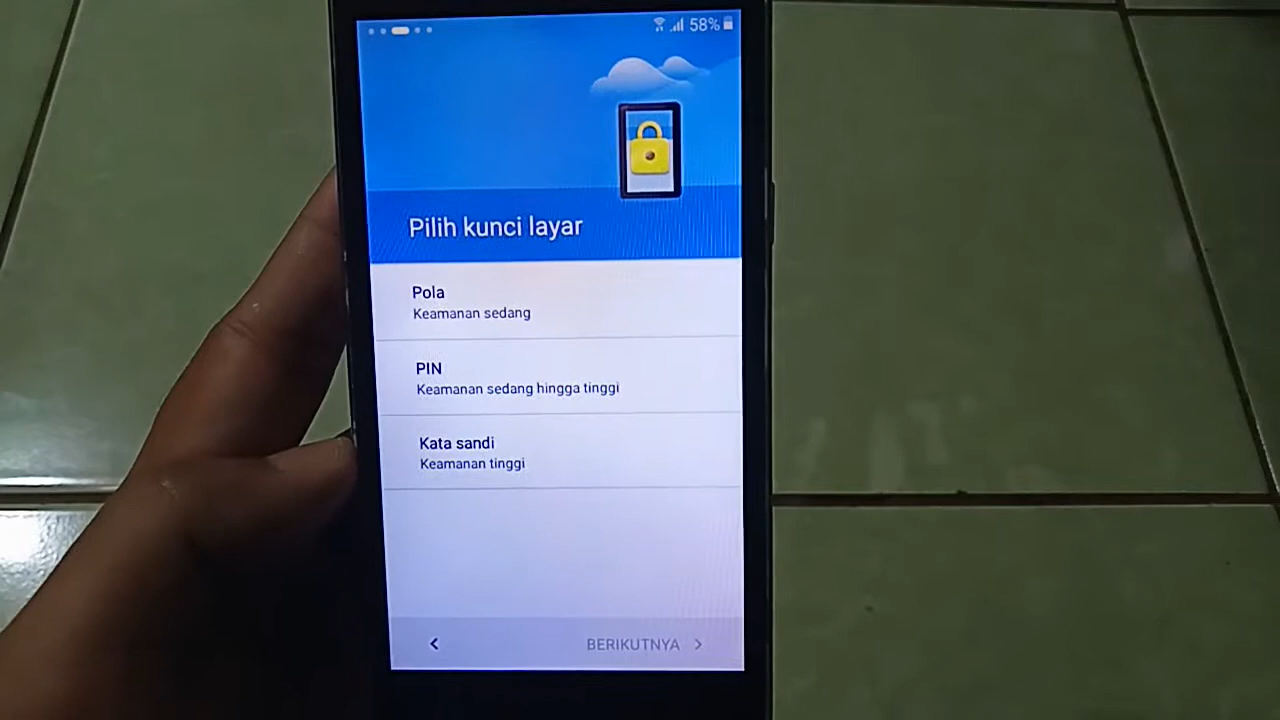 58%
Pilih kunci layar
Pola
Keamanan sedang
PIN
Keamanan sedang hingga tinggi
Kata sandi
Keamanan tinggi
BERIKUTNYA